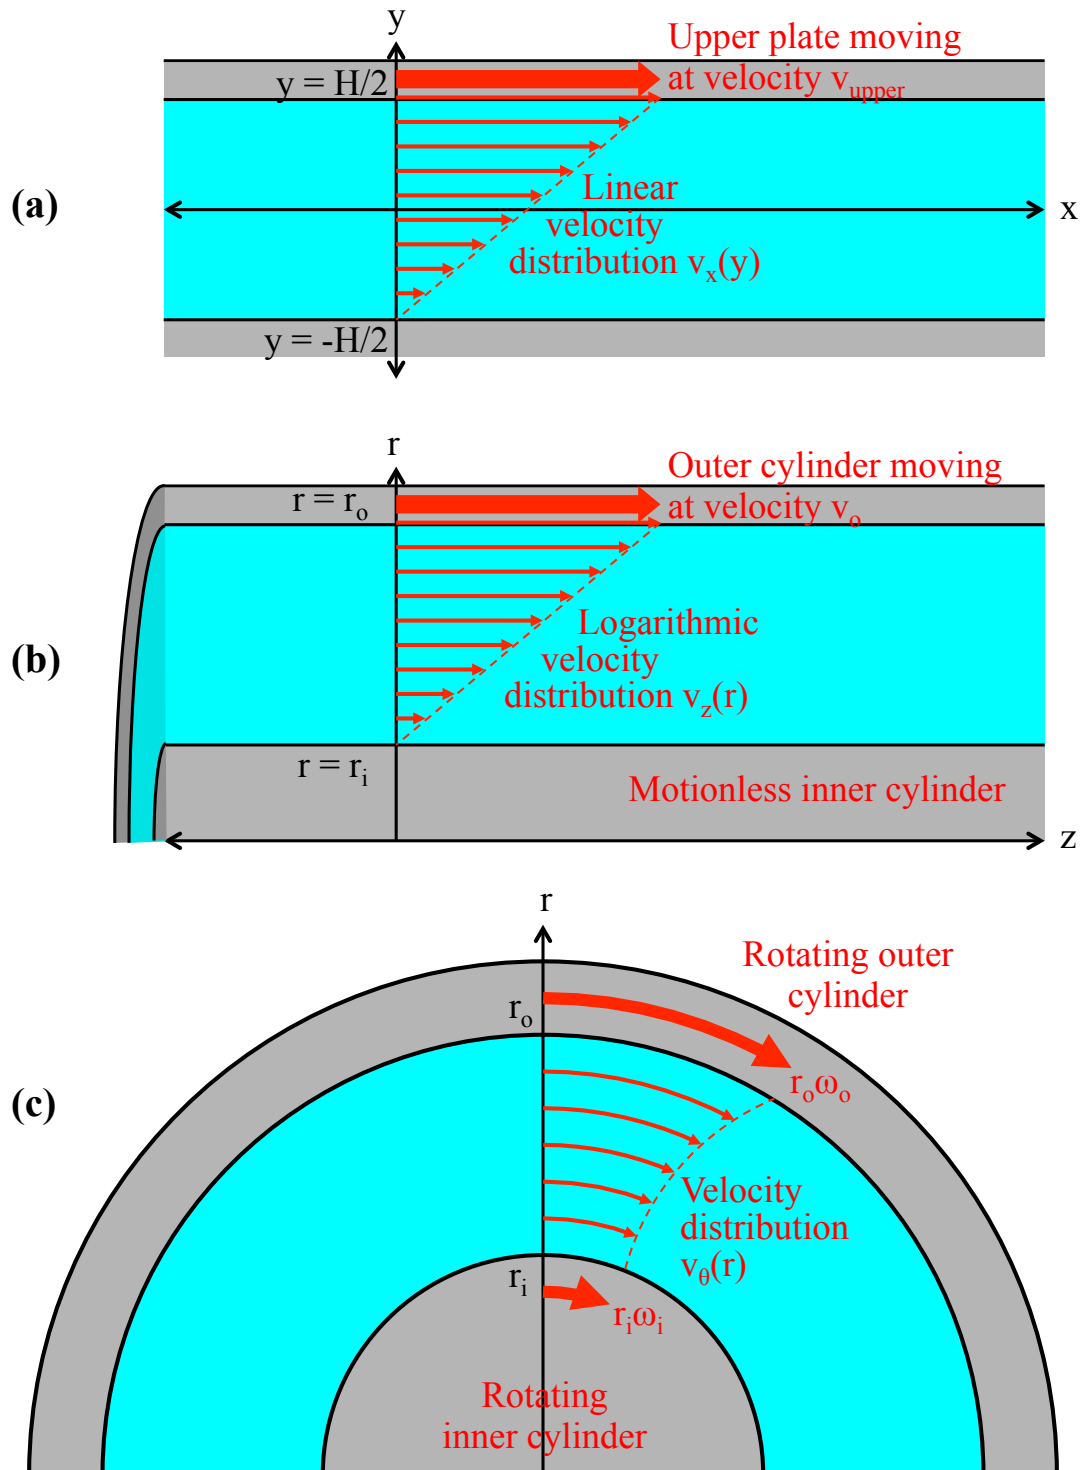 y
Upper plate moving
at velocity v_upper
y = H/2
(a)
Linear
velocity
distribution v_x(y)
x
y = -H/2
r
Outer cylinder moving
at velocity v_o
r = r_o
(b)
Logarithmic
velocity
distribution v_z(r)
r = r_i
Motionless inner cylinder
z
r
Rotating outer
cylinder
r_o
r_oω_o
(c)
Velocity
distribution
v_θ(r)
r_i
r_iω_i
Rotating
inner cylinder